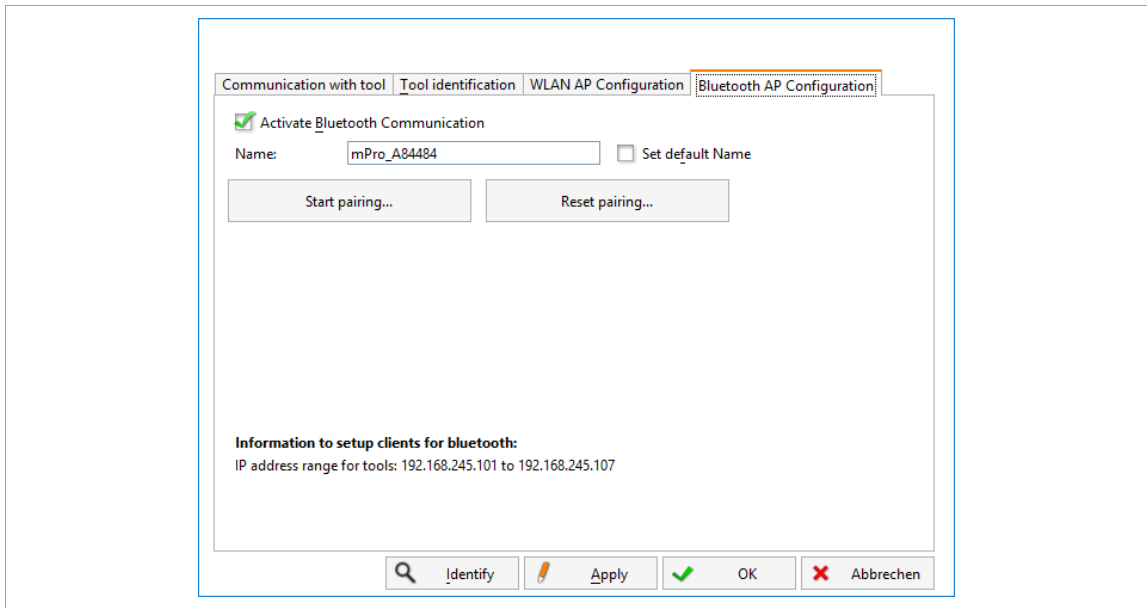 Communication with tool Tool identification WLAN AP Configuration Bluetooth AP Configuration
Activate Bluetooth Communication
Name: mPro_A84484 Set default Name
Start pairing... Reset pairing...
Information to setup clients for bluetooth:
IP address range for tools: 192.168.245.101 to 192.168.245.107
Identify Apply OK Abbrechen